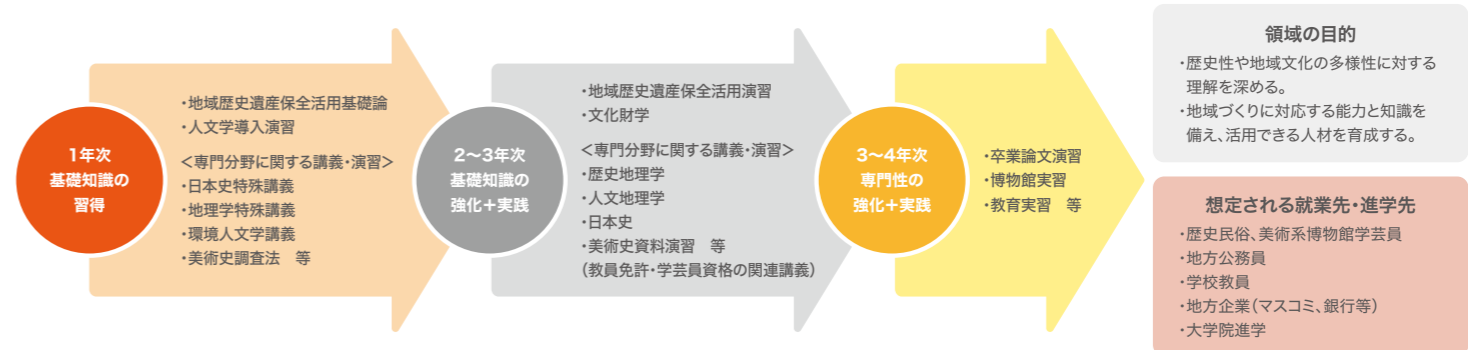 1年次
基礎知識の
習得
・地域歴史遺産保全活用基礎論
・人文学導入演習
＜専門分野に関する講義・演習＞
・日本史特殊講義
・地理学特殊講義
・環境人文学講義
・美術史調査法　等
2～3年次
基礎知識の
強化＋実践
・地域歴史遺産保全活用演習
・文化財学
＜専門分野に関する講義・演習＞
・歴史地理学
・人文地理学
・日本史
・美術史資料演習　等
（教員免許・学芸員資格の関連講義）
3～4年次
専門性の
強化＋実践
・卒業論文演習
・博物館実習
・教育実習　等
領域の目的
・歴史性や地域文化の多様性に対する
理解を深める。
・地域づくりに対応する能力と知識を
備え、活用できる人材を育成する。
想定される就業先・進学先
・歴史民俗、美術系博物館学芸員
・地方公務員
・学校教員
・地方企業（マスコミ、銀行等）
・大学院進学